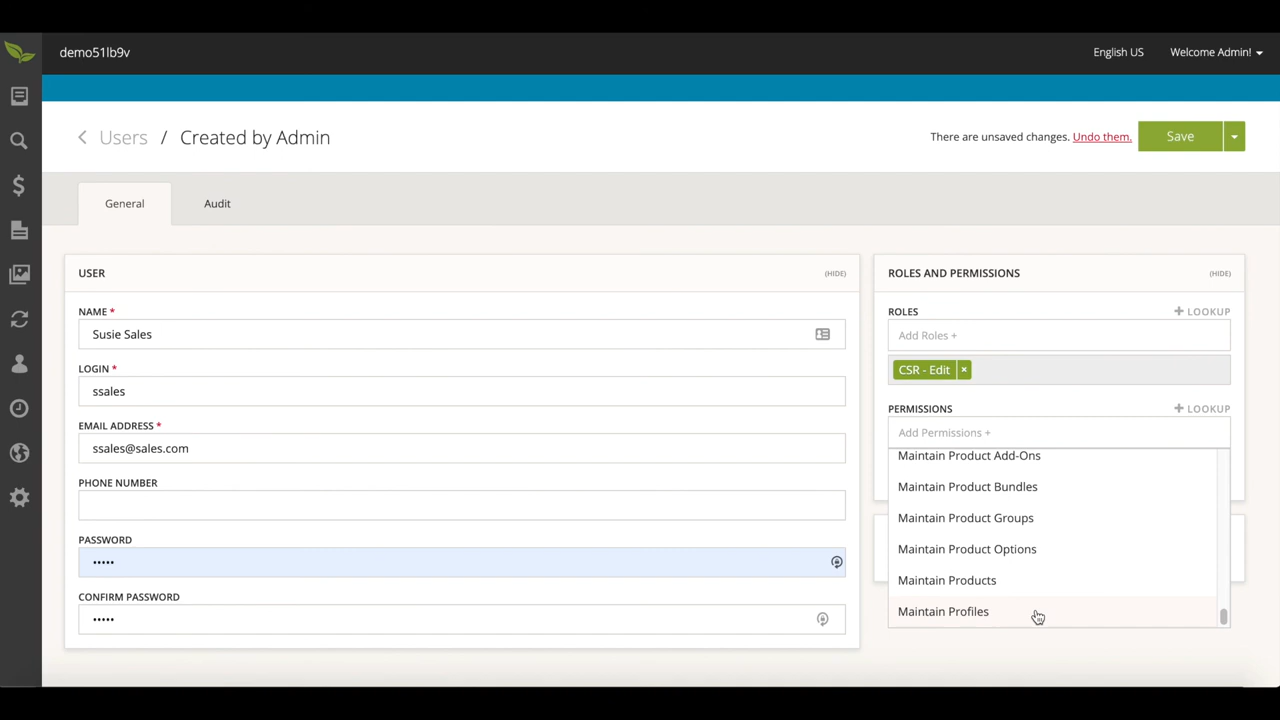 demo51lb9v
English US
Welcome Admin!
Users / Created by Admin
There are unsaved changes. Undo them.
Save
General
Audit
USER
(HIDE)
NAME *
Susie Sales
LOGIN *
ssales
EMAIL ADDRESS *
ssales@sales.com
PHONE NUMBER
PASSWORD
•••••
CONFIRM PASSWORD
•••••
ROLES AND PERMISSIONS
(HIDE)
ROLES
+ LOOKUP
Add Roles +
CSR - Edit ×
PERMISSIONS
+ LOOKUP
Add Permissions +
Maintain Product Add-Ons
Maintain Product Bundles
Maintain Product Groups
Maintain Product Options
Maintain Products
Maintain Profiles